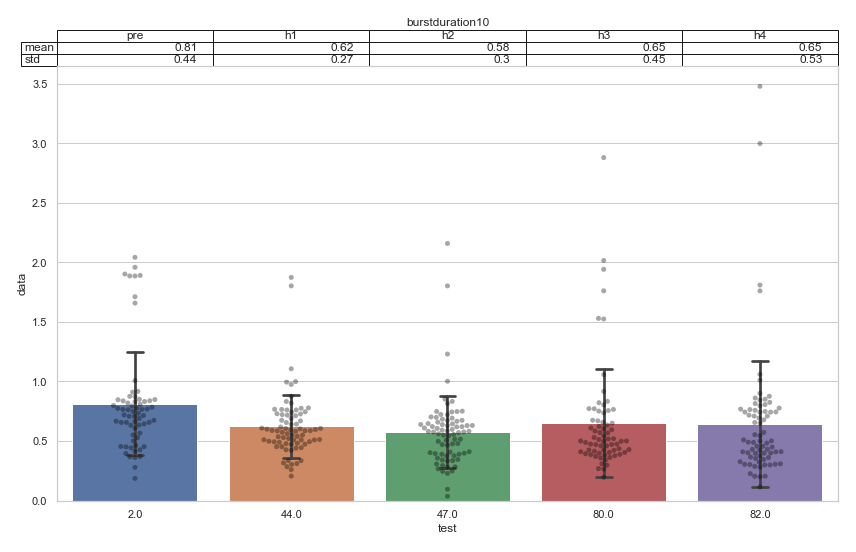 burstduration10
pre h1 h2 h3 h4
mean 0.81 0.62 0.58 0.65 0.65
std 0.44 0.27 0.3 0.45 0.53
3.5
3.0
2.5
2.0
1.5
1.0
0.5
0.0
data
2.0 44.0 47.0 80.0 82.0
test